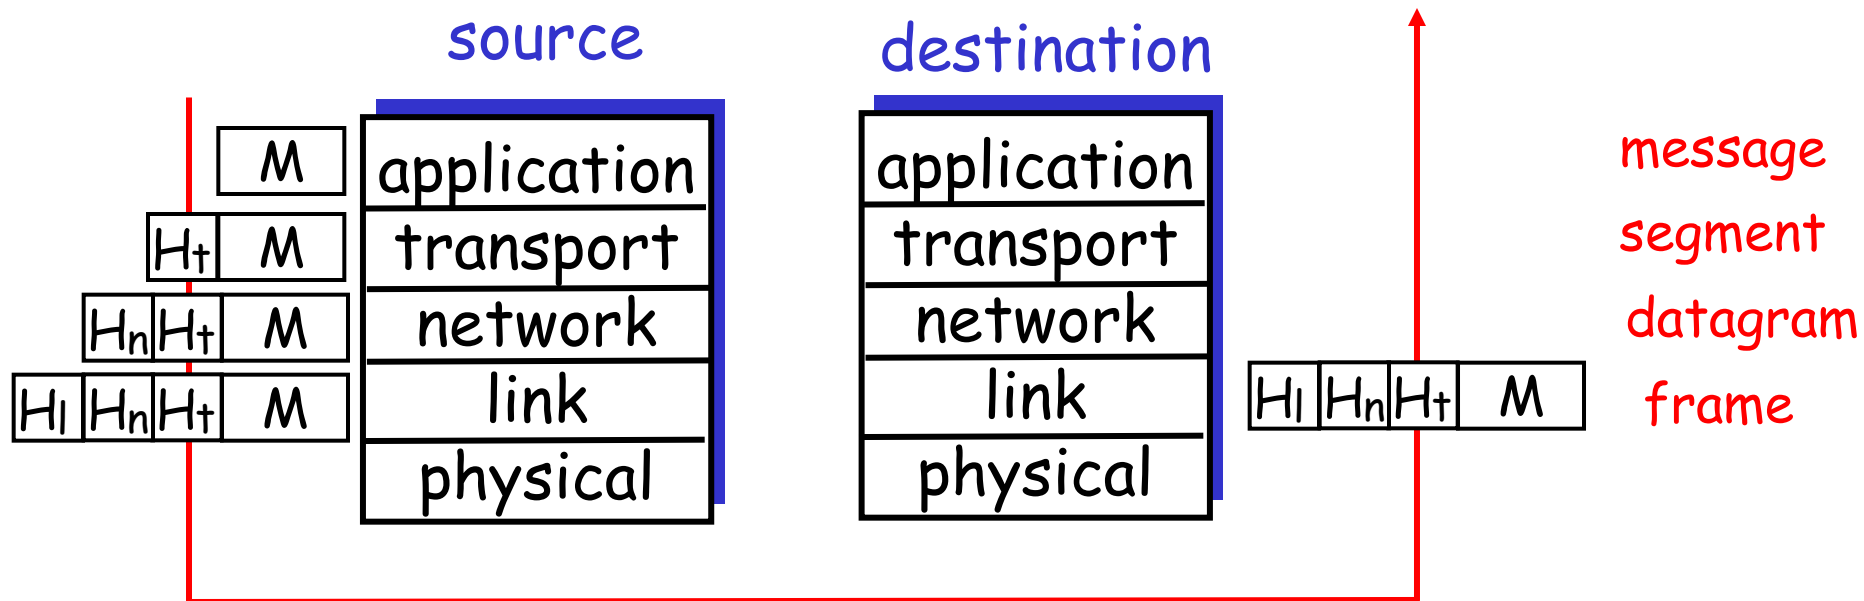 source
destination
M
application
application
message
Ht M
transport
transport
segment
Hn Ht M
network
network
datagram
Hl Hn Ht M
link
link
Hl Hn Ht M
frame
physical
physical